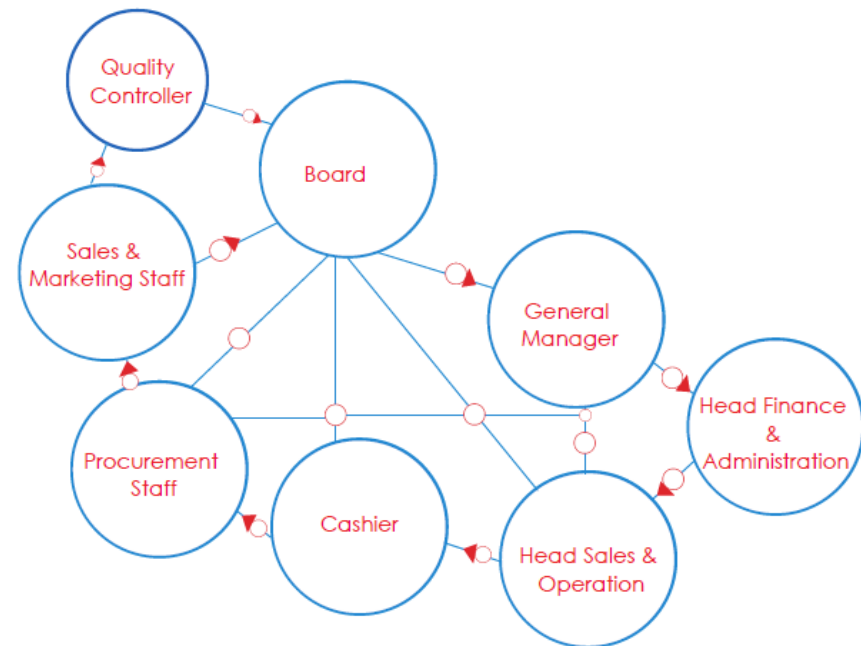 Quality
Controller
Board
Sales &
Marketing Staff
General
Manager
Head Finance
&
Administration
Procurement
Staff
Cashier
Head Sales &
Operation